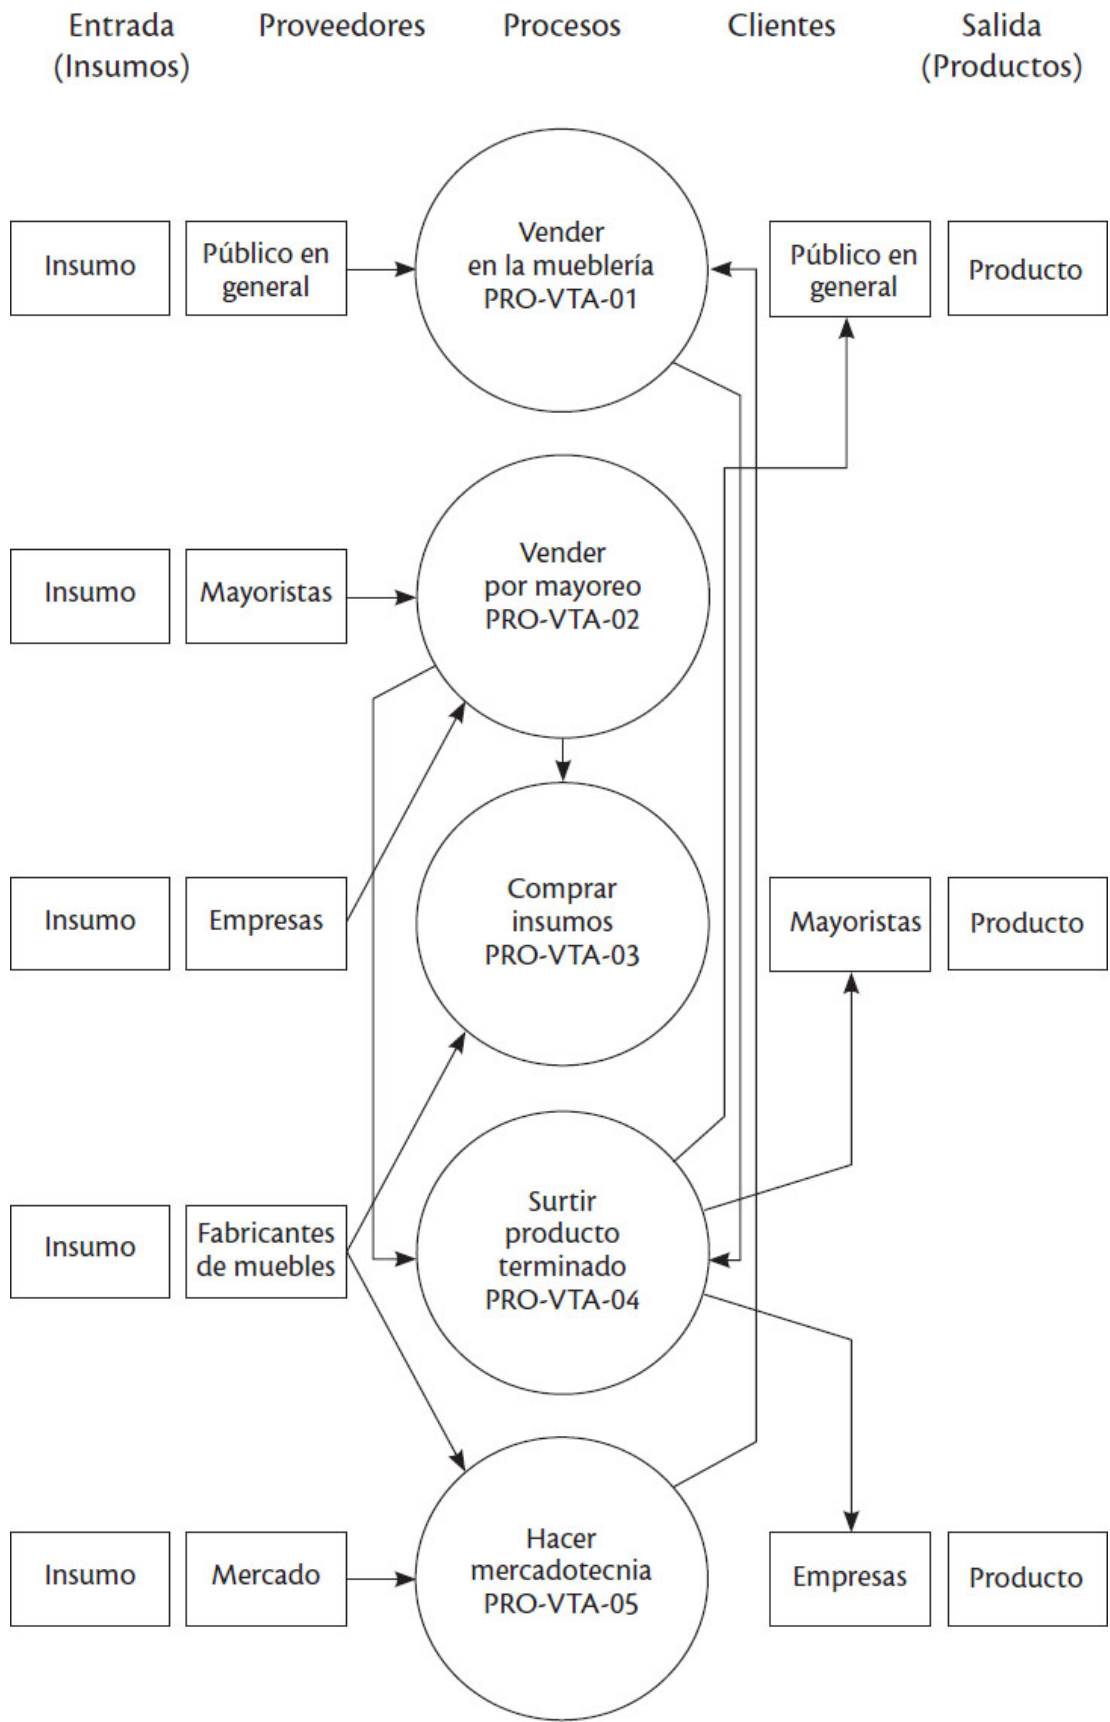 Entrada
(Insumos)
Proveedores
Procesos
Clientes
Salida
(Productos)
Insumo
Público en
general
Vender
en la mueblería
PRO-VTA-01
Público en
general
Producto
Insumo
Mayoristas
Vender
por mayoreo
PRO-VTA-02
Insumo
Empresas
Comprar
insumos
PRO-VTA-03
Mayoristas
Producto
Insumo
Fabricantes
de muebles
Surtir
producto
terminado
PRO-VTA-04
Insumo
Mercado
Hacer
mercadotecnia
PRO-VTA-05
Empresas
Producto